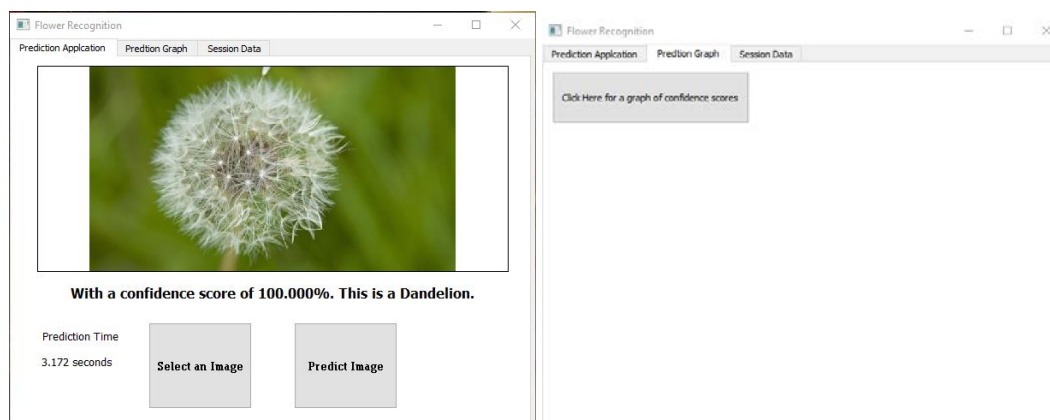 Flower Recognition
Prediction Applcation Predtion Graph Session Data
With a confidence score of 100.000%. This is a Dandelion.
Prediction Time
3.172 seconds
Select an Image
Predict Image
Flower Recognition
Prediction Applcation Predtion Graph Session Data
Click Here for a graph of confidence scores